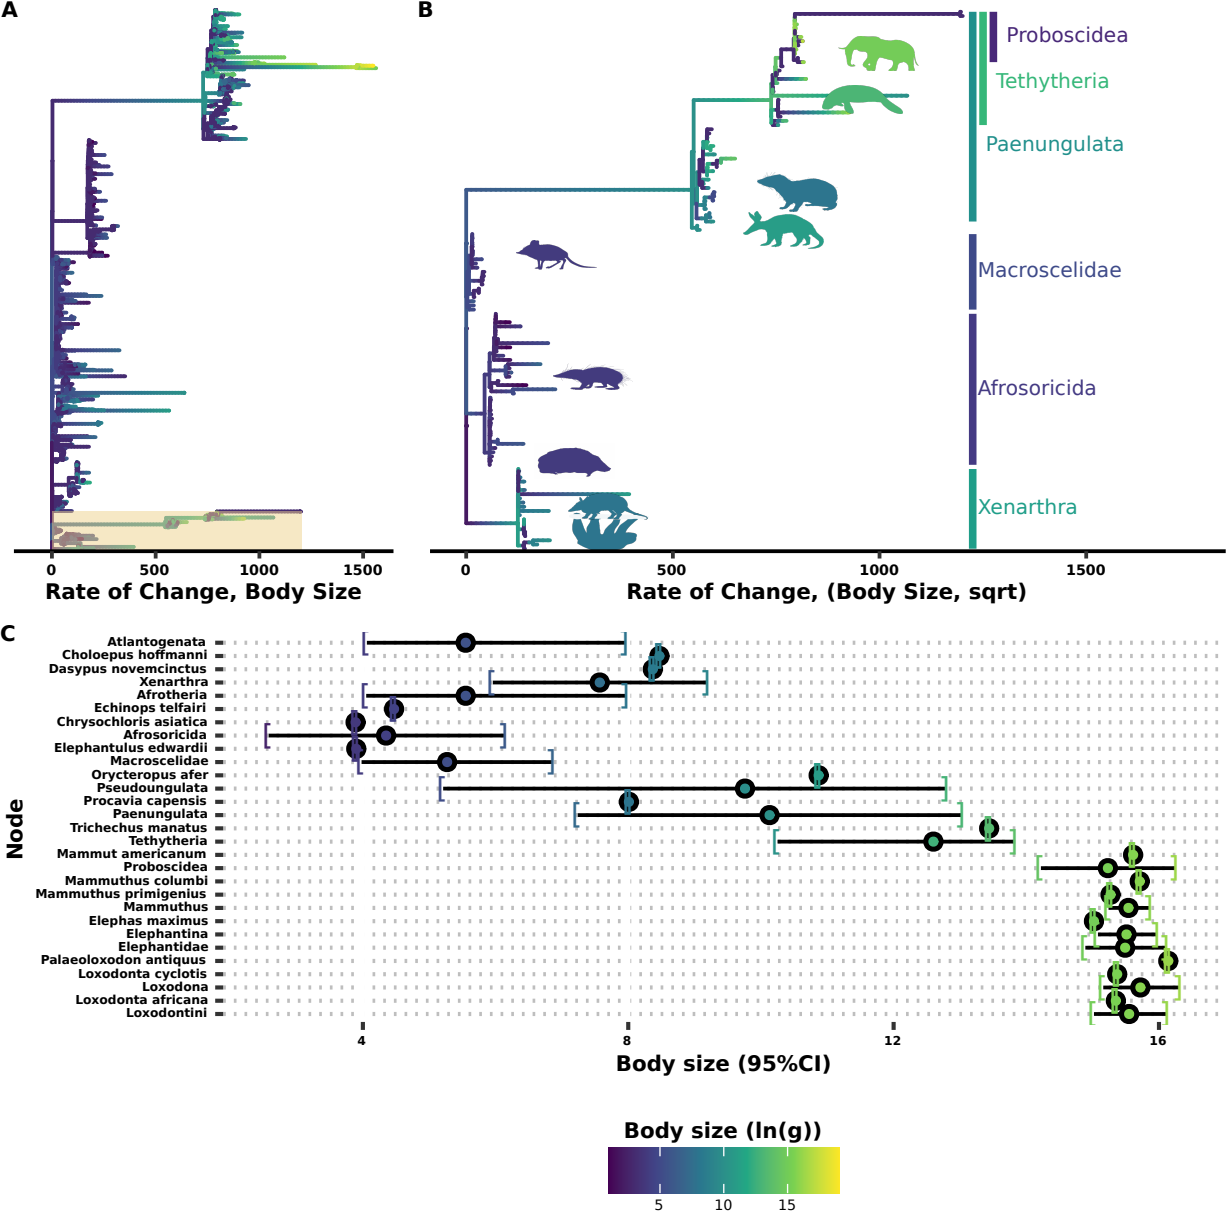 A
B
Proboscidea
Tethytheria
Paenungulata
Macroscelidae
Afrosoricida
Xenarthra
0 500 1000 1500
Rate of Change, Body Size
0 500 1000 1500
Rate of Change, (Body Size, sqrt)
C
Node
Atlantogenata
Choloepus hoffmanni
Dasypus novemcinctus
Xenarthra
Afrotheria
Echinops telfairi
Chrysochloris asiatica
Afrosoricida
Elephantulus edwardii
Macroscelidae
Orycteropus afer
Pseudoungulata
Procavia capensis
Paenungulata
Trichechus manatus
Tethytheria
Mammut americanum
Proboscidea
Mammuthus columbi
Mammuthus primigenius
Mammuthus
Elephas maximus
Elephantina
Elephantidae
Palaeoloxodon antiquus
Loxodonta cyclotis
Loxodona
Loxodonta africana
Loxodontini
4 8 12 16
Body size (95%CI)
Body size (ln(g))
5 10 15